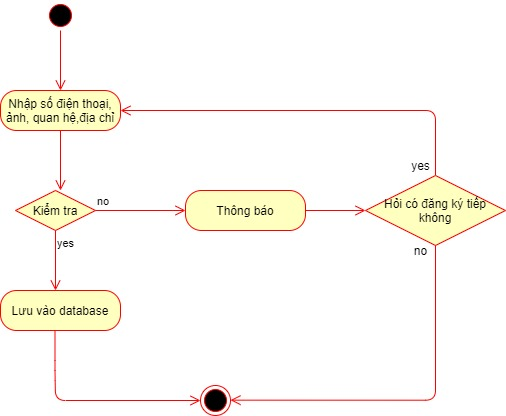 Nhập số điện thoại,
ảnh, quan hệ,địa chỉ
yes
Kiểm tra
no
Thông báo
Hỏi có đăng ký tiếp
không
yes
no
Lưu vào database